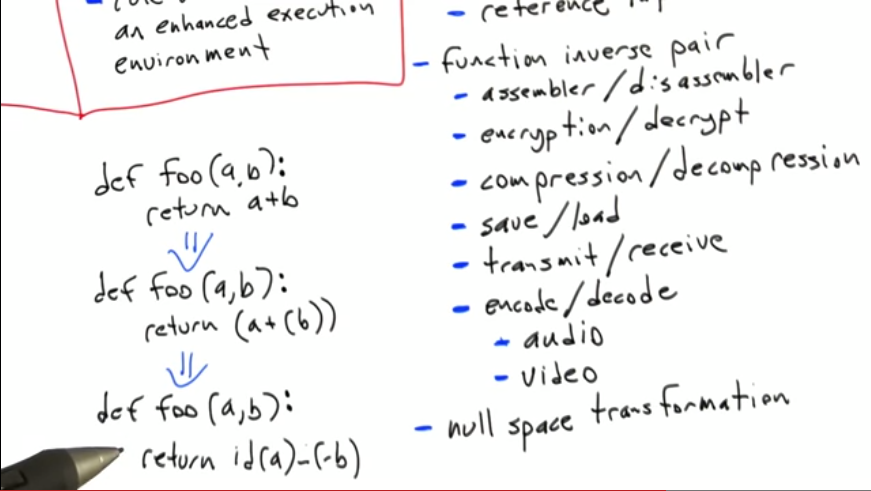 an enhanced execution
environment
def foo(a,b):
return a+b
def foo(a,b):
return (a+(b))
def foo(a,b):
return id(a)-(-b)
- reference
- function inverse pair
- assembler/disassembler
- encryption/decrypt
- compression/decompression
- save/load
- transmit/receive
- encode/decode
- audio
- video
- null space transformation